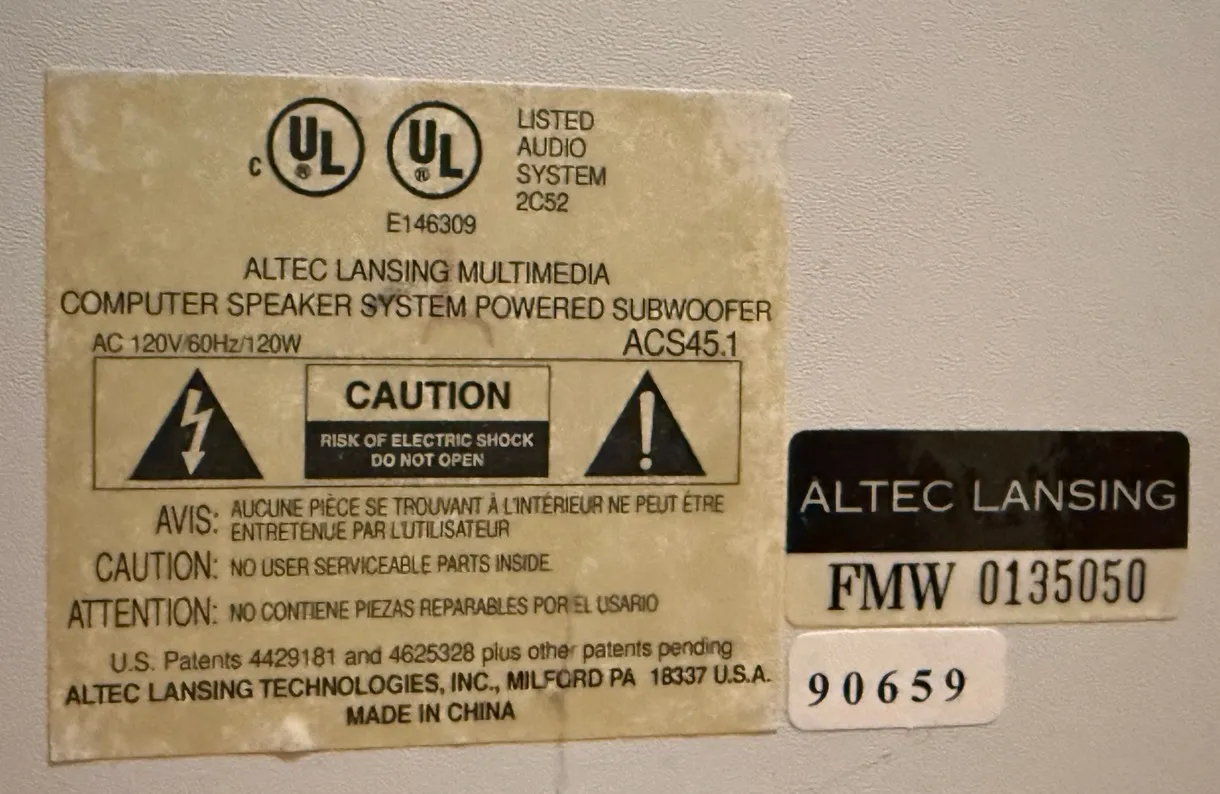 C UL ® UL ®
LISTED
AUDIO
SYSTEM
2C52
E146309
ALTEC LANSING MULTIMEDIA
COMPUTER SPEAKER SYSTEM POWERED SUBWOOFER
AC 120V/60Hz/120W ACS45.1
CAUTION
RISK OF ELECTRIC SHOCK
DO NOT OPEN
AVIS: AUCUNE PIÈCE SE TROUVANT À L'INTÉRIEUR NE PEUT ÉTRE
ENTRETENUE PAR L'UTILISATEUR
CAUTION: NO USER SERVICEABLE PARTS INSIDE.
ATTENTION: NO CONTIENE PIEZAS REPARABLES POR EL USARIO
U.S. Patents 4429181 and 4625328 plus other patents pending
ALTEC LANSING TECHNOLOGIES, INC., MILFORD PA 18337 U.S.A.
MADE IN CHINA
ALTEC LANSING
FMW 0135050
90659